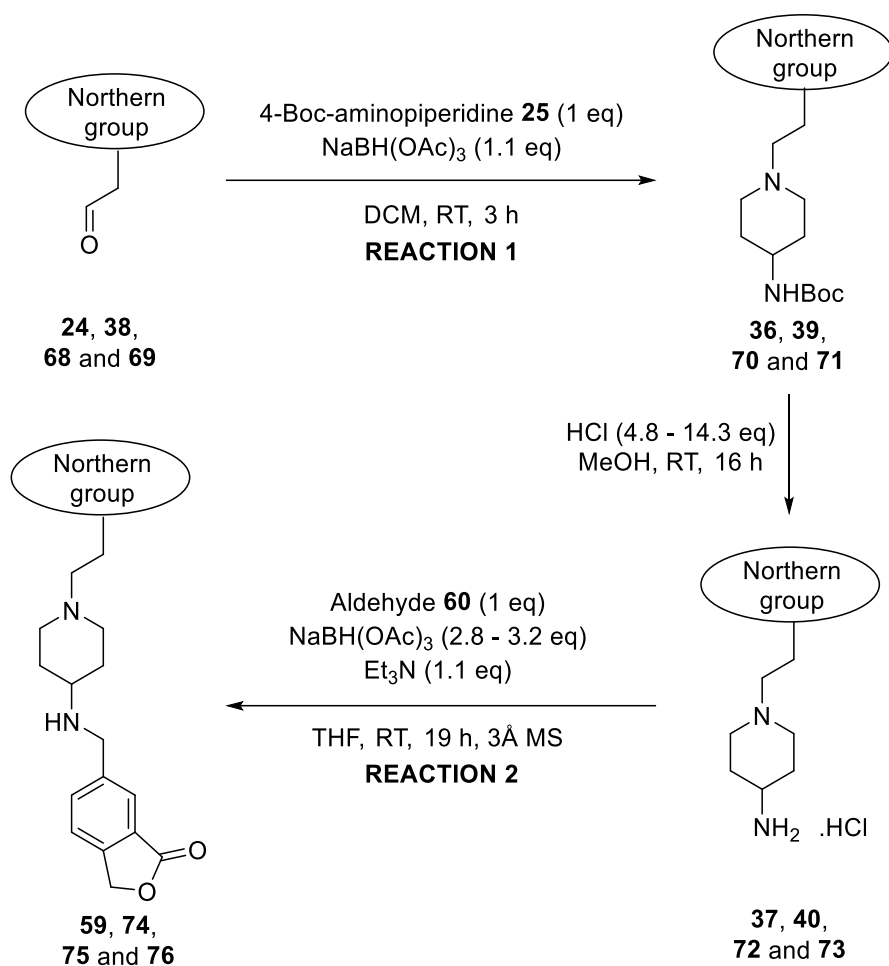 Northern
group
O
24, 38,
68 and 69
4-Boc-aminopiperidine 25 (1 eq)
NaBH(OAc)₃ (1.1 eq)
DCM, RT, 3 h
REACTION 1
Northern
group
N
NHBoc
36, 39,
70 and 71
HCl (4.8 - 14.3 eq)
MeOH, RT, 16 h
Northern
group
N
NH₂ .HCl
37, 40,
72 and 73
Aldehyde 60 (1 eq)
NaBH(OAc)₃ (2.8 - 3.2 eq)
Et₃N (1.1 eq)
THF, RT, 19 h, 3Å MS
REACTION 2
Northern
group
N
HN
O
O
59, 74,
75 and 76